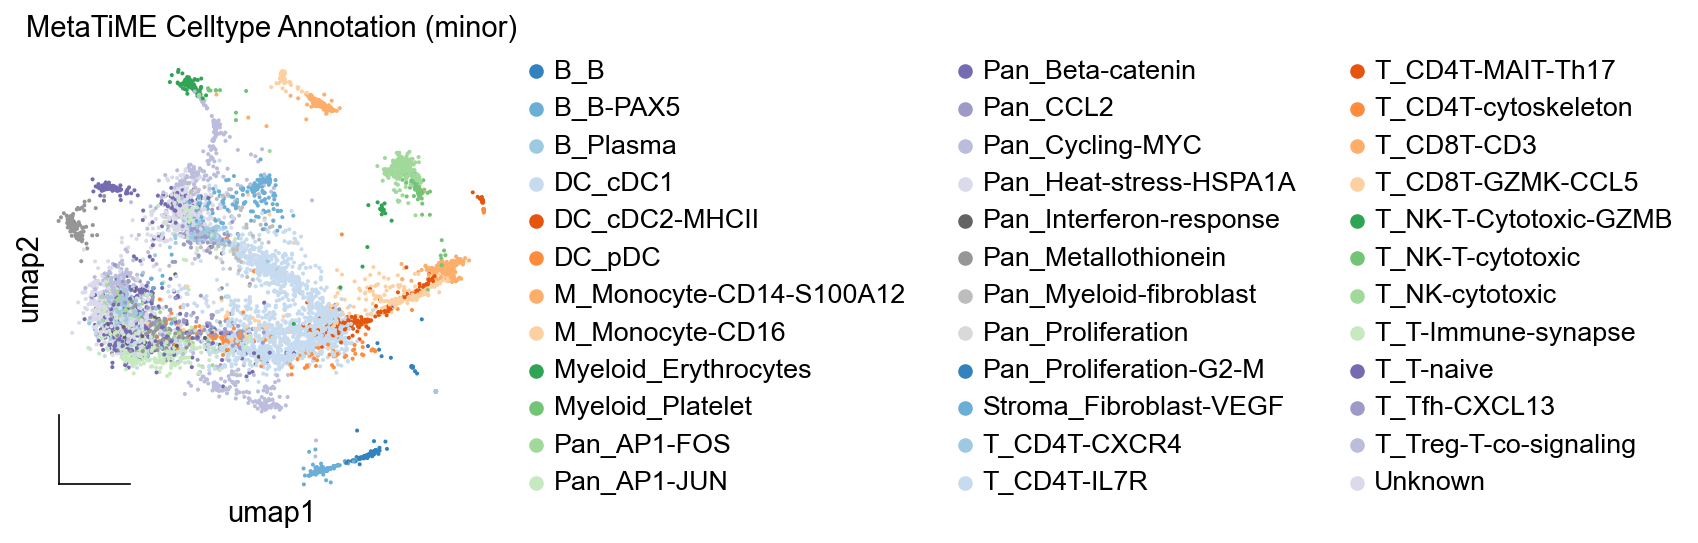 MetaTiME Celltype Annotation (minor)
B_B
B_B-PAX5
B_Plasma
DC_cDC1
DC_cDC2-MHCII
DC_pDC
M_Monocyte-CD14-S100A12
M_Monocyte-CD16
Myeloid_Erythrocytes
Myeloid_Platelet
Pan_AP1-FOS
Pan_AP1-JUN
Pan_Beta-catenin
Pan_CCL2
Pan_Cycling-MYC
Pan_Heat-stress-HSPA1A
Pan_Interferon-response
Pan_Metallothionein
Pan_Myeloid-fibroblast
Pan_Proliferation
Pan_Proliferation-G2-M
Stroma_Fibroblast-VEGF
T_CD4T-CXCR4
T_CD4T-IL7R
T_CD4T-MAIT-Th17
T_CD4T-cytoskeleton
T_CD8T-CD3
T_CD8T-GZMK-CCL5
T_NK-T-Cytotoxic-GZMB
T_NK-T-cytotoxic
T_NK-cytotoxic
T_T-Immune-synapse
T_T-naive
T_Tfh-CXCL13
T_Treg-T-co-signaling
Unknown
umap2
umap1